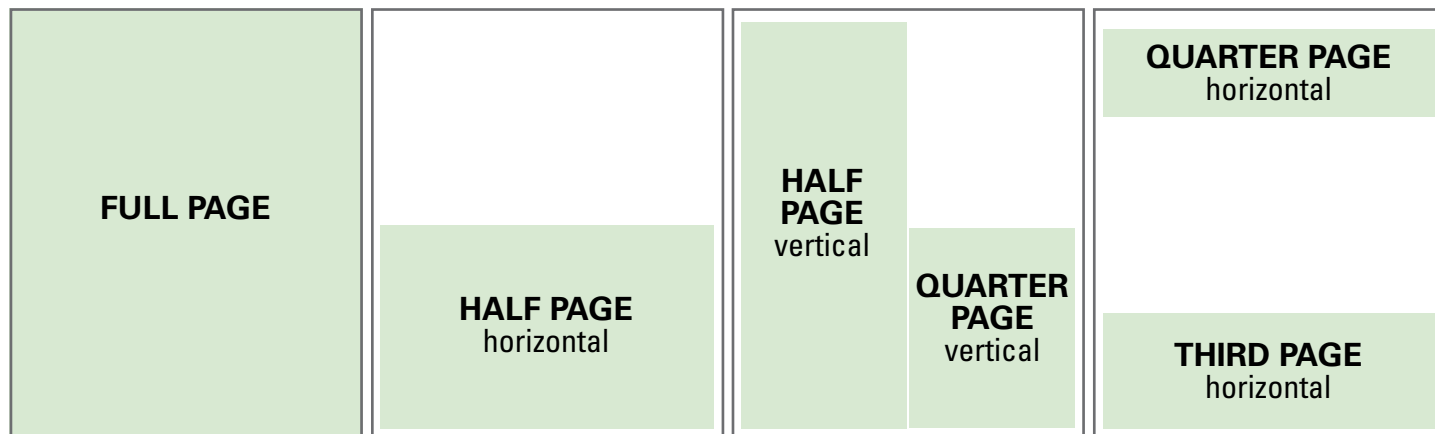 FULL PAGE
HALF PAGE
horizontal
HALF
PAGE
vertical
QUARTER
PAGE
vertical
QUARTER PAGE
horizontal
THIRD PAGE
horizontal